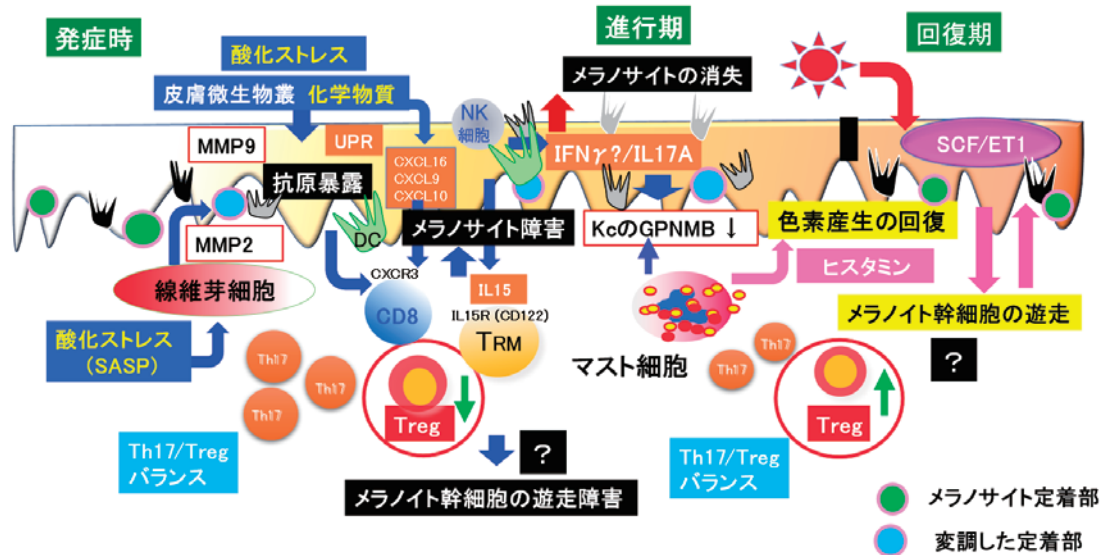 発症時
進行期
回復期
酸化ストレス
皮膚微生物叢 化学物質
NK
細胞
メラノサイトの消失
MMP9
UPR
CXCL16
CXCL9
CXCL10
抗原暴露
IFNγ?/IL17A
SCF/ET1
MMP2
DC
メラノサイト障害
KcのGPNMB ↓
色素産生の回復
線維芽細胞
CXCR3
CD8
IL15
IL15R (CD122)
TRM
ヒスタミン
メラノイト幹細胞の遊走
酸化ストレス
(SASP)
Th17
Th17
Th17
マスト細胞
Th17
Th17
?
Treg
Treg
Th17/Treg
バランス
?
Th17/Treg
バランス
メラノイト幹細胞の遊走障害
メラノサイト定着部
変調した定着部